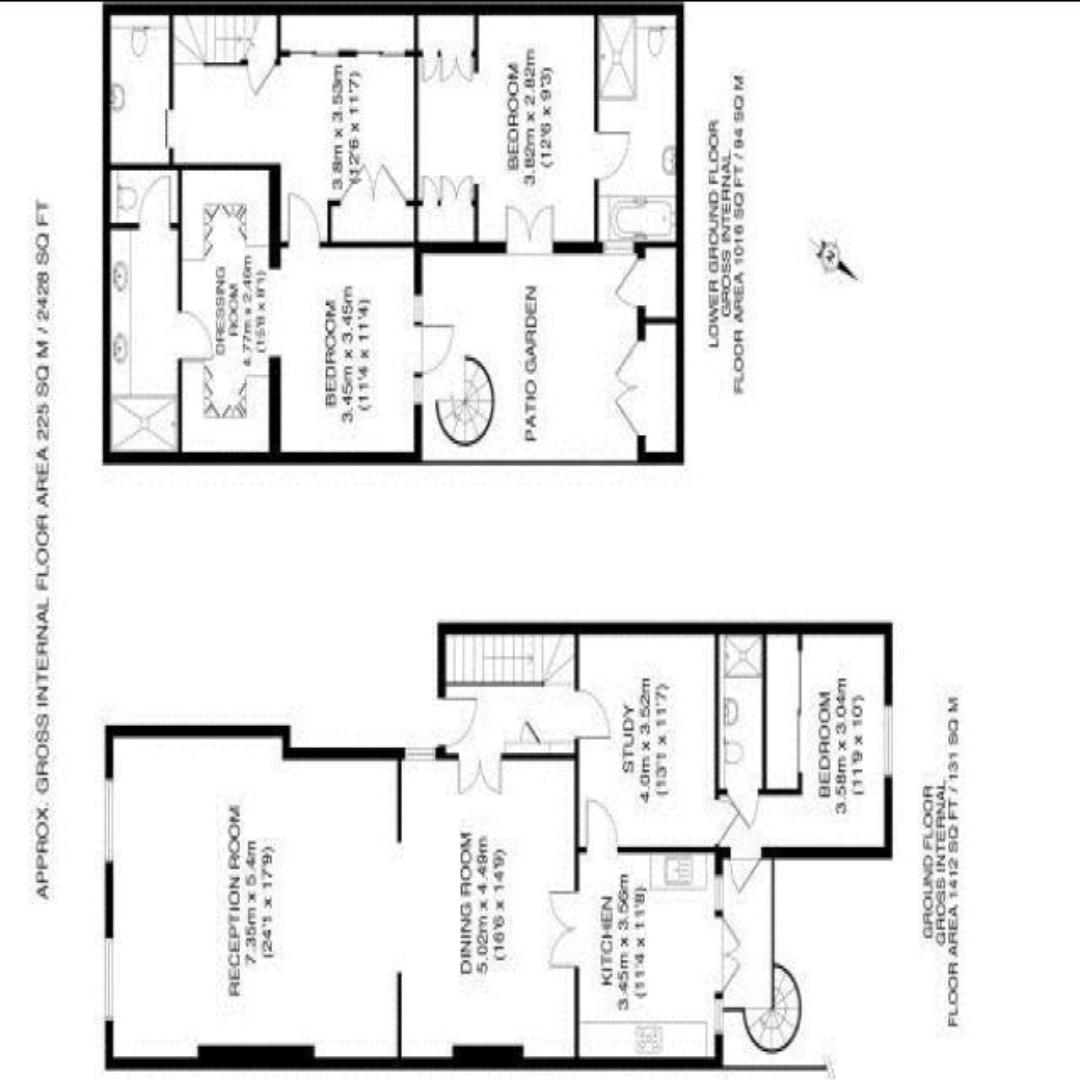 APPROX. GROSS INTERNAL FLOOR AREA 225 SQ M / 2428 SQ FT
RECEPTION ROOM
7.35m x 5.4m
(24'1 x 17'9)
DINING ROOM
5.02m x 4.49m
(16'6 x 14'9)
KITCHEN
3.45m x 3.56m
(11'4 x 11'8)
STUDY
4.0m x 3.52m
(13'1 x 11'7)
BEDROOM
3.58m x 3.04m
(11'9 x 10')
GROUND FLOOR
GROSS INTERNAL
FLOOR AREA 1412 SQ FT / 131 SQ M
DRESSING
ROOM
4.77m x 2.46m
(15'8 x 8'1)
BEDROOM
3.45m x 3.45m
(11'4 x 11'4)
3.8m x 3.53m
(12'6 x 11'7)
BEDROOM
3.82m x 2.82m
(12'6 x 9'3)
PATIO GARDEN
LOWER GROUND FLOOR
GROSS INTERNAL
FLOOR AREA 1016 SQ FT / 94 SQ M